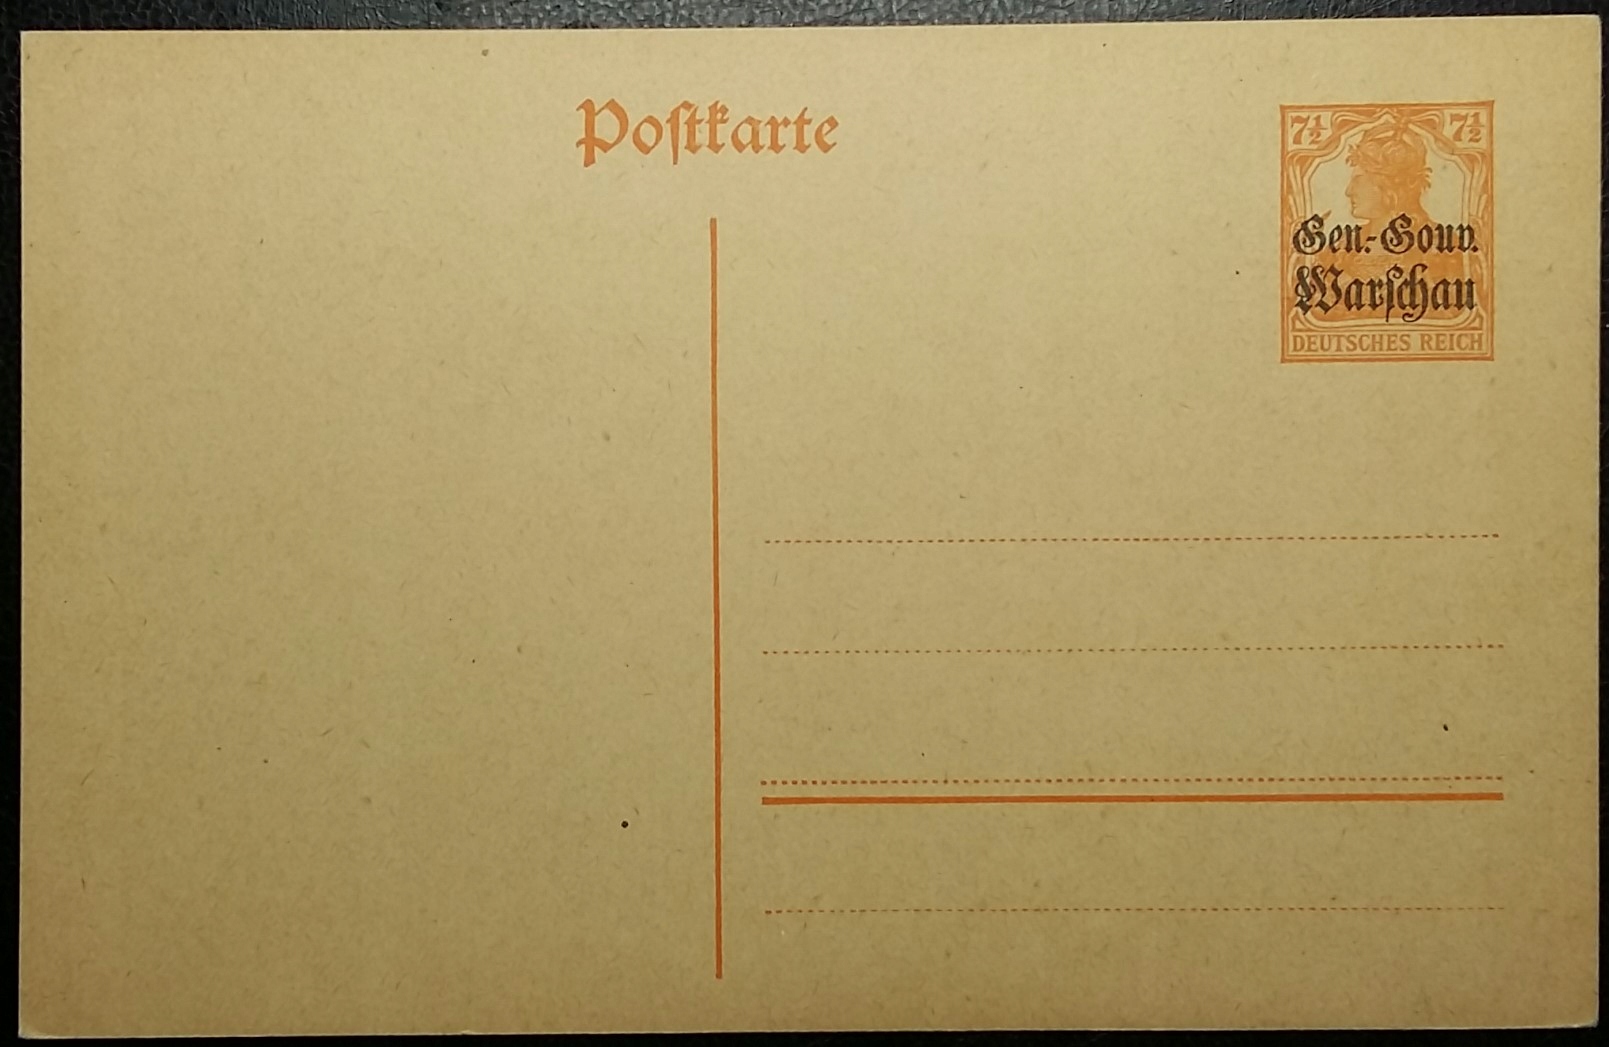 Poſtkarte
7½ 7½
Gen.-Gouv.
Warſchau
DEUTSCHES REICH